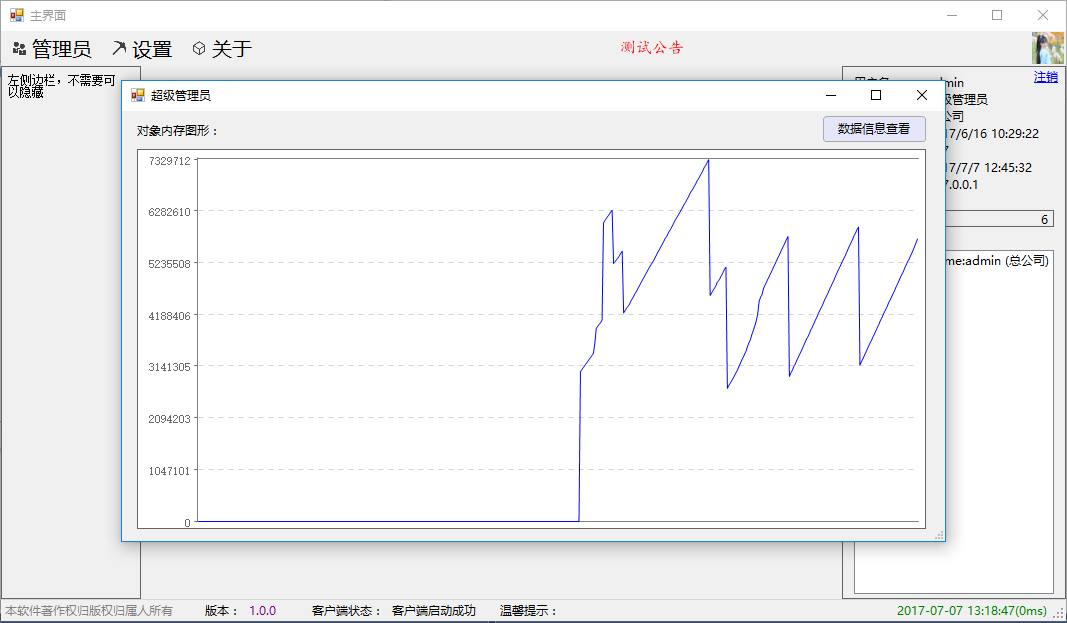 主界面
管理员 设置 关于
测试公告
左侧边栏，不需要可
以隐藏
注销
超级管理员
对象内存图形：
数据信息查看
7329712
6282610
5235508
4188406
3141305
2094203
1047101
0
级管理员
公司
17/6/16 10:29:22
17/7/7 12:45:32
7.0.0.1
6
me:admin (总公司)
本软件著作权归版权归属人所有
版本： 1.0.0
客户端状态： 客户端启动成功
温馨提示：
2017-07-07 13:18:47(0ms)